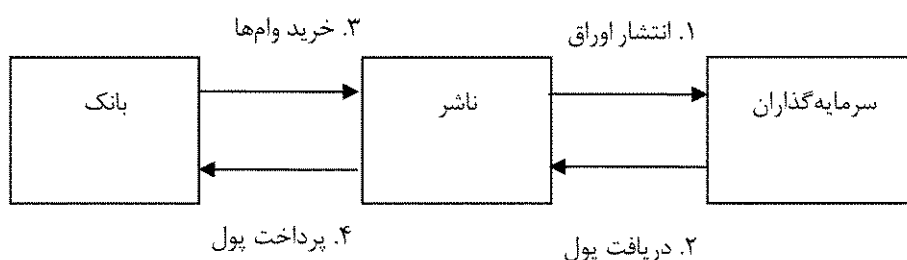 ۳. خرید وام‌ها
۱. انتشار اوراق
بانک
ناشر
سرمایه‌گذاران
۴. پرداخت پول
۲. دریافت پول